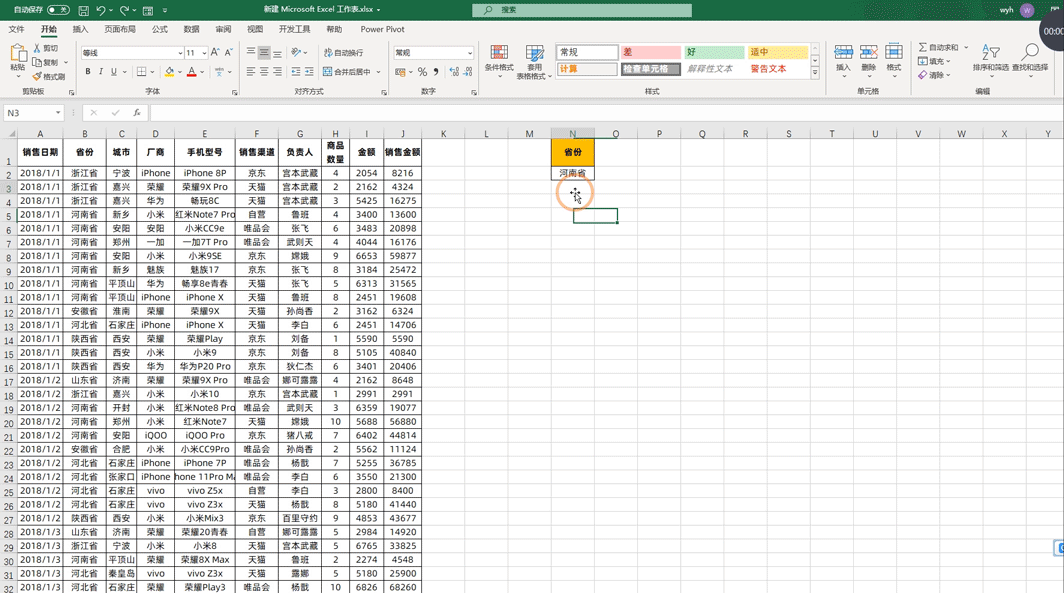 自动保存 关 新建 Microsoft Excel 工作表.xlsx 搜索 wyh W
00:00
文件 开始 插入 页面布局 公式 数据 审阅 视图 开发工具 帮助 Power Pivot
粘贴 剪切 复制 格式刷 等线 11 A A 自动换行 常规 条件格式 套用表格格式 常规 差 好 适中 插入 删除 格式 自动求和 填充 清除 排序和筛选 查找和选择
B I U A 合并后居中 % 计算 检查单元格 解释性文本 警告文本
剪贴板 字体 对齐方式 数字 样式 单元格 编辑
N3 fx
A B C D E F G H I J K L M N O P Q R S T U V W X Y
1 销售日期 省份 城市 厂商 手机型号 销售渠道 负责人 商品数量 金额 销售金额 省份
2 2018/1/1 浙江省 宁波 iPhone iPhone 8P 京东 宫本武藏 4 2054 8216 河南省
3 2018/1/1 浙江省 嘉兴 荣耀 荣耀9X Pro 天猫 宫本武藏 2 2162 4324
4 2018/1/1 浙江省 嘉兴 华为 畅玩8C 天猫 宫本武藏 3 5425 16275
5 2018/1/1 河南省 新乡 小米 红米Note7 Pro 自营 鲁班 4 3400 13600
6 2018/1/1 河南省 安阳 安阳 小米CC9e 唯品会 张飞 6 3483 20898
7 2018/1/1 河南省 郑州 一加 一加7T Pro 唯品会 武则天 4 4044 16176
8 2018/1/1 河南省 安阳 小米 小米9SE 京东 嫦娥 9 6653 59877
9 2018/1/1 河南省 新乡 魅族 魅族17 京东 张飞 8 3184 25472
10 2018/1/1 河南省 平顶山 华为 畅享8e青春 天猫 张飞 5 6313 31565
11 2018/1/1 河南省 平顶山 iPhone iPhone X 天猫 鲁班 8 2451 19608
12 2018/1/1 安徽省 淮南 荣耀 荣耀9X 天猫 孙尚香 2 3162 6324
13 2018/1/1 河北省 石家庄 iPhone iPhone X 天猫 李白 6 2451 14706
14 2018/1/1 陕西省 西安 荣耀 荣耀Play 京东 刘备 1 5590 5590
15 2018/1/1 陕西省 西安 小米 小米9 京东 刘备 8 5105 40840
16 2018/1/1 陕西省 西安 华为 华为P20 Pro 京东 狄仁杰 6 3401 20406
17 2018/1/2 山东省 济南 荣耀 荣耀9X Pro 唯品会 娜可露露 4 2162 8648
18 2018/1/2 浙江省 嘉兴 小米 小米10 京东 宫本武藏 1 2991 2991
19 2018/1/2 河南省 开封 小米 红米Note8 Pro 唯品会 武则天 3 6359 19077
20 2018/1/2 河南省 郑州 小米 红米Note7 天猫 嫦娥 10 5688 56880
21 2018/1/2 河南省 安阳 iQOO iQOO Pro 京东 猪八戒 7 6402 44814
22 2018/1/2 安徽省 合肥 小米 小米CC9Pro 唯品会 孙尚香 2 5562 11124
23 2018/1/2 河北省 石家庄 iPhone iPhone 7P 唯品会 杨戬 7 5255 36785
24 2018/1/2 河北省 张家口 iPhone hone 11Pro Ma 唯品会 李白 6 3550 21300
25 2018/1/2 河北省 石家庄 vivo vivo Z5x 自营 李白 3 2800 8400
26 2018/1/2 河北省 石家庄 vivo vivo Z3x 天猫 杨戬 8 5180 41440
27 2018/1/2 陕西省 西安 小米 小米Mix3 京东 百里守约 9 4853 43677
28 2018/1/3 山东省 济南 荣耀 荣耀20青春 自营 娜可露露 5 2984 14920
29 2018/1/3 浙江省 宁波 小米 小米8 天猫 宫本武藏 5 6765 33825
30 2018/1/3 河南省 平顶山 荣耀 荣耀8X Max 天猫 鲁班 2 2274 4548
31 2018/1/3 河北省 秦皇岛 vivo vivo Z3x 天猫 露娜 5 5180 25900
32 2018/1/3 河北省 石家庄 荣耀 荣耀Play3 唯品会 杨戬 10 6826 68260